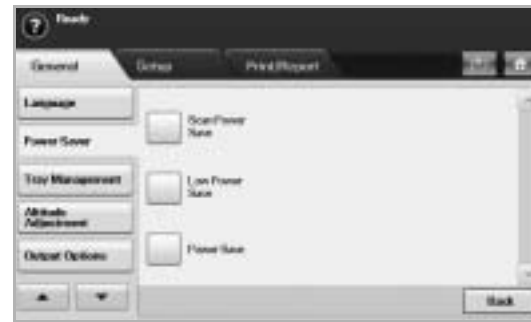 Ready
General
Setup
Print/Report
Language
Power Saver
Tray Management
Altitude
Adjustment
Output Options
Scan Power
Save
Low Power
Save
Power Save
Back